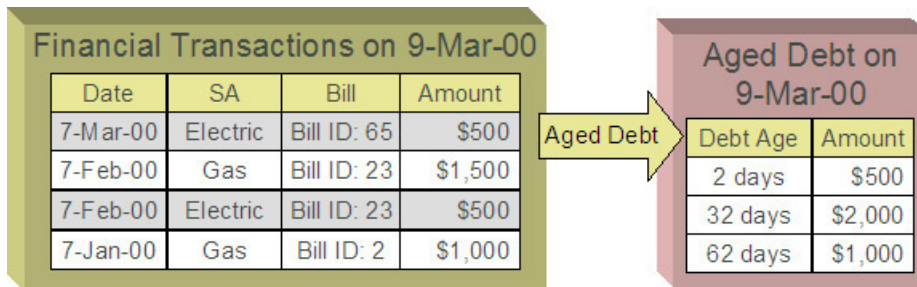 Financial Transactions on 9-Mar-00
Date SA Bill Amount
7-Mar-00 Electric Bill ID: 65 $500
7-Feb-00 Gas Bill ID: 23 $1,500
7-Feb-00 Electric Bill ID: 23 $500
7-Jan-00 Gas Bill ID: 2 $1,000
Aged Debt
Aged Debt on
9-Mar-00
Debt Age Amount
2 days $500
32 days $2,000
62 days $1,000